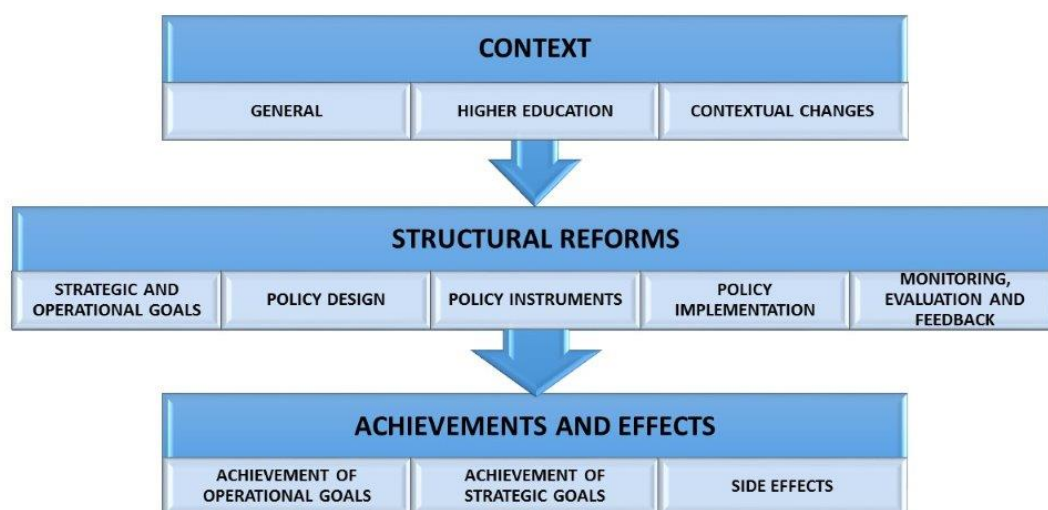 CONTEXT
GENERAL
HIGHER EDUCATION
CONTEXTUAL CHANGES
STRUCTURAL REFORMS
STRATEGIC AND
OPERATIONAL GOALS
POLICY DESIGN
POLICY INSTRUMENTS
POLICY
IMPLEMENTATION
MONITORING,
EVALUATION AND
FEEDBACK
ACHIEVEMENTS AND EFFECTS
ACHIEVEMENT OF
OPERATIONAL GOALS
ACHIEVEMENT OF
STRATEGIC GOALS
SIDE EFFECTS